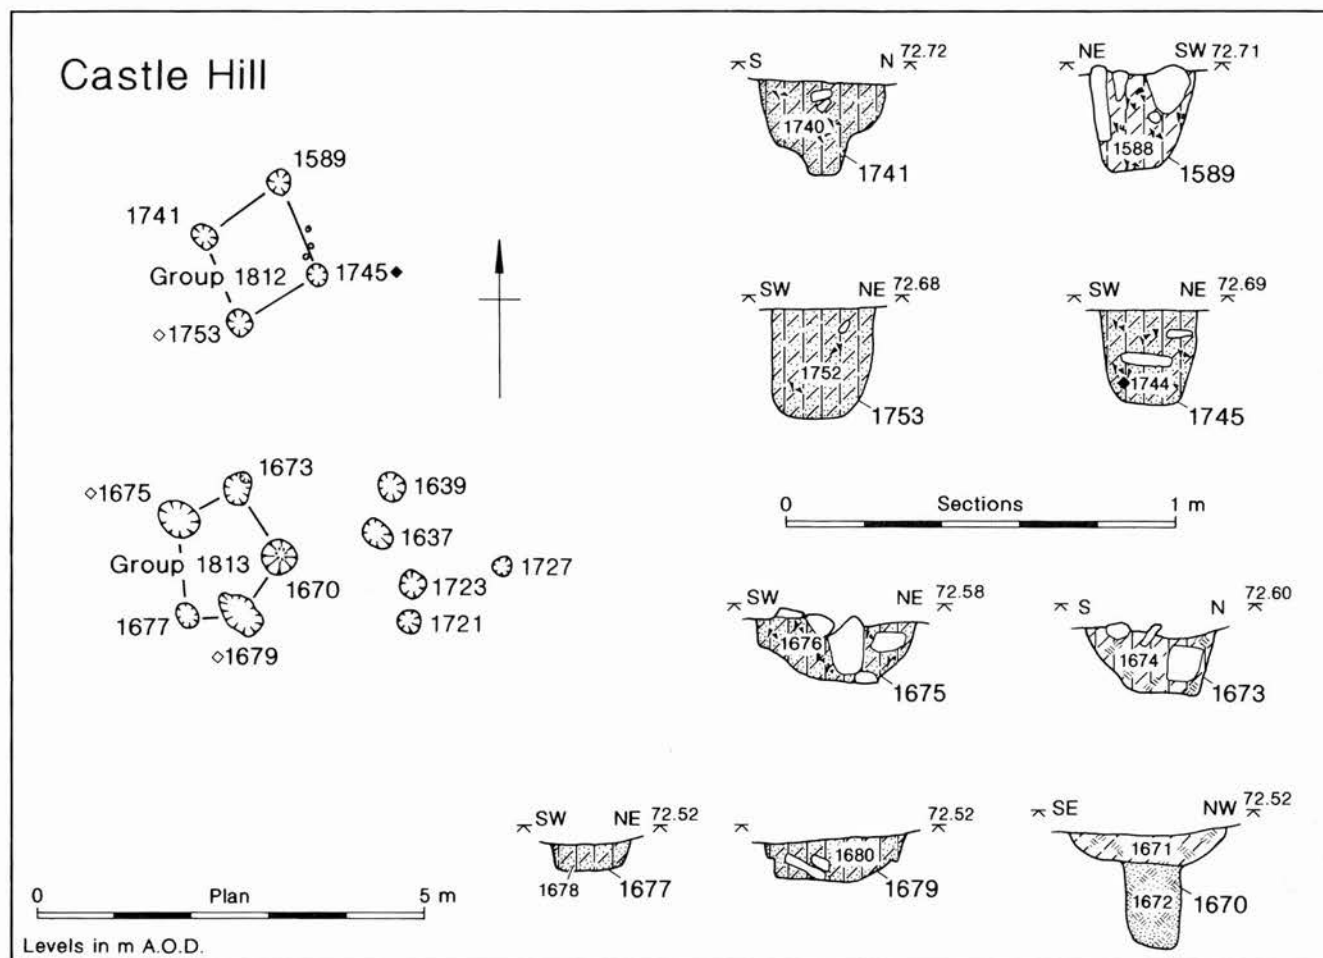 Castle Hill
1589
1741
Group 1812
1745◆
◇1753
S N 72.72
1740
1741
NE SW 72.71
1588
1589
SW NE 72.68
1752
1753
SW NE 72.69
◆1744
1745
0 Sections 1 m
1673
◇1675
Group 1813
1670
1677
◇1679
1639
1637
1723
1727
1721
SW NE 72.58
1676
1675
S N 72.60
1674
1673
SW NE 72.52
1678
1677
72.52
1680
1679
SE NW 72.52
1671
1672
1670
0 Plan 5 m
Levels in m A.O.D.